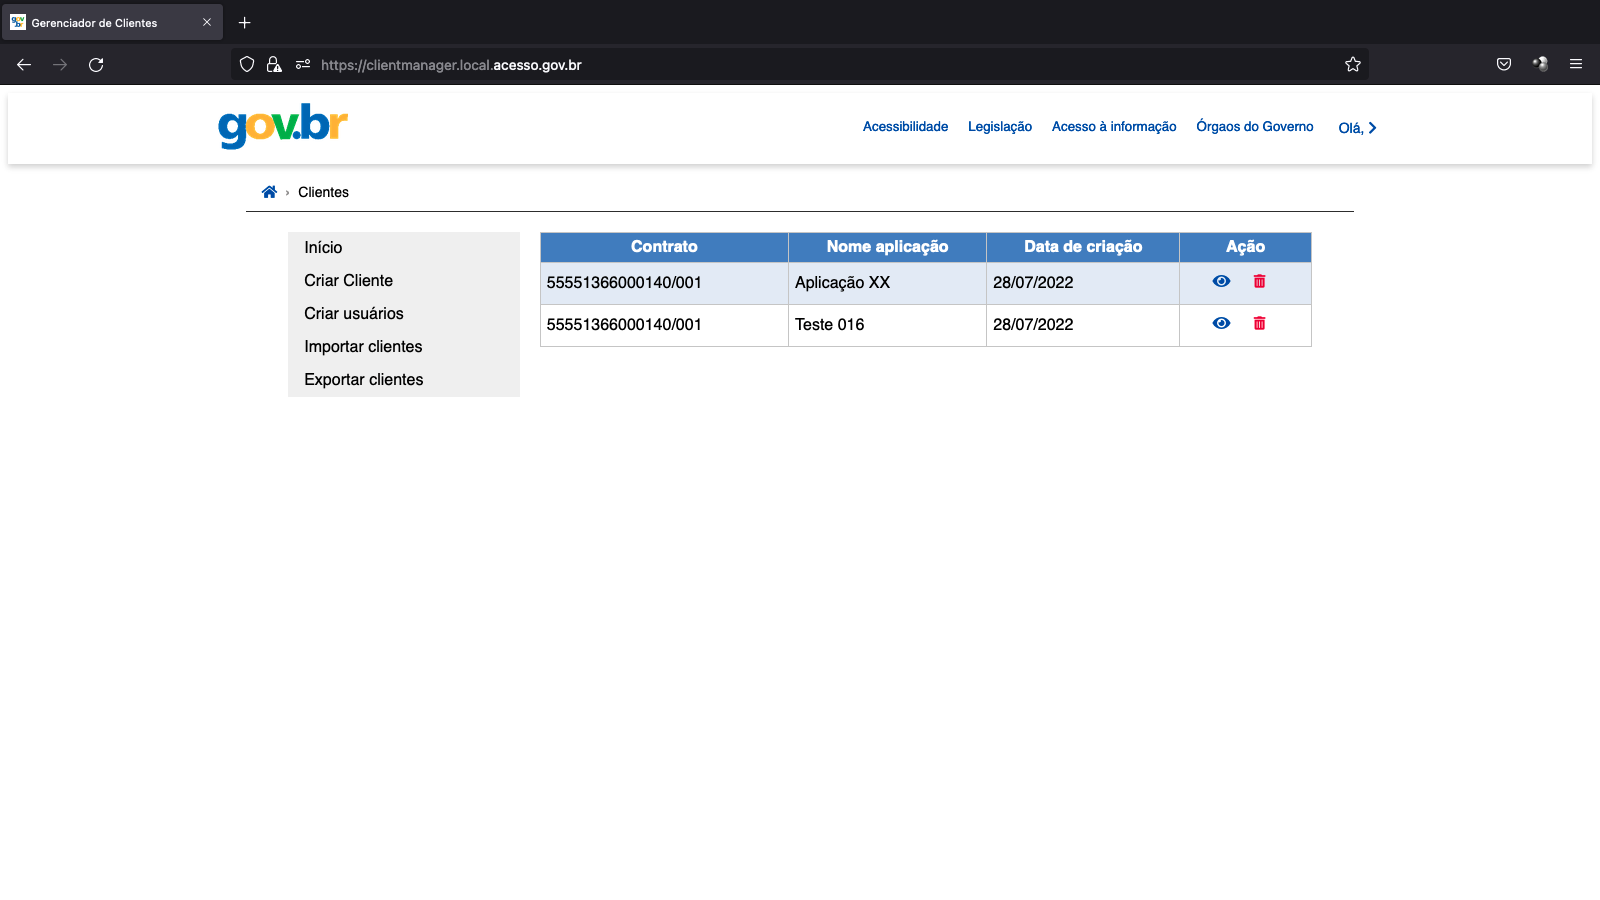 Gerenciador de Clientes
https://clientmanager.local.acesso.gov.br
gov.br
Acessibilidade Legislação Acesso à informação Órgaos do Governo Olá,
Clientes
Início
Criar Cliente
Criar usuários
Importar clientes
Exportar clientes
Contrato Nome aplicação Data de criação Ação
55551366000140/001 Aplicação XX 28/07/2022
55551366000140/001 Teste 016 28/07/2022